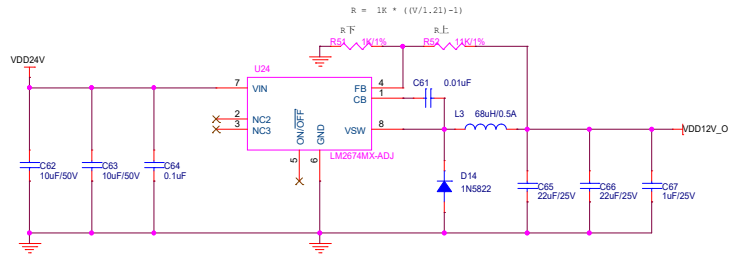 R = 1K * ((V/1.21)-1)
R下 R上
R51 1K/1% R52 11K/1%
VDD24V
U24
C61 0.01uF
7 VIN FB 4
CB 1
2 NC2
3 NC3
ON/OFF GND
VSW 8
L3 68uH/0.5A
VDD12V_O
5 6
LM2674MX-ADJ
C62
10uF/50V
C63
10uF/50V
C64
0.1uF
D14
1N5822
C65
22uF/25V
C66
22uF/25V
C67
1uF/25V